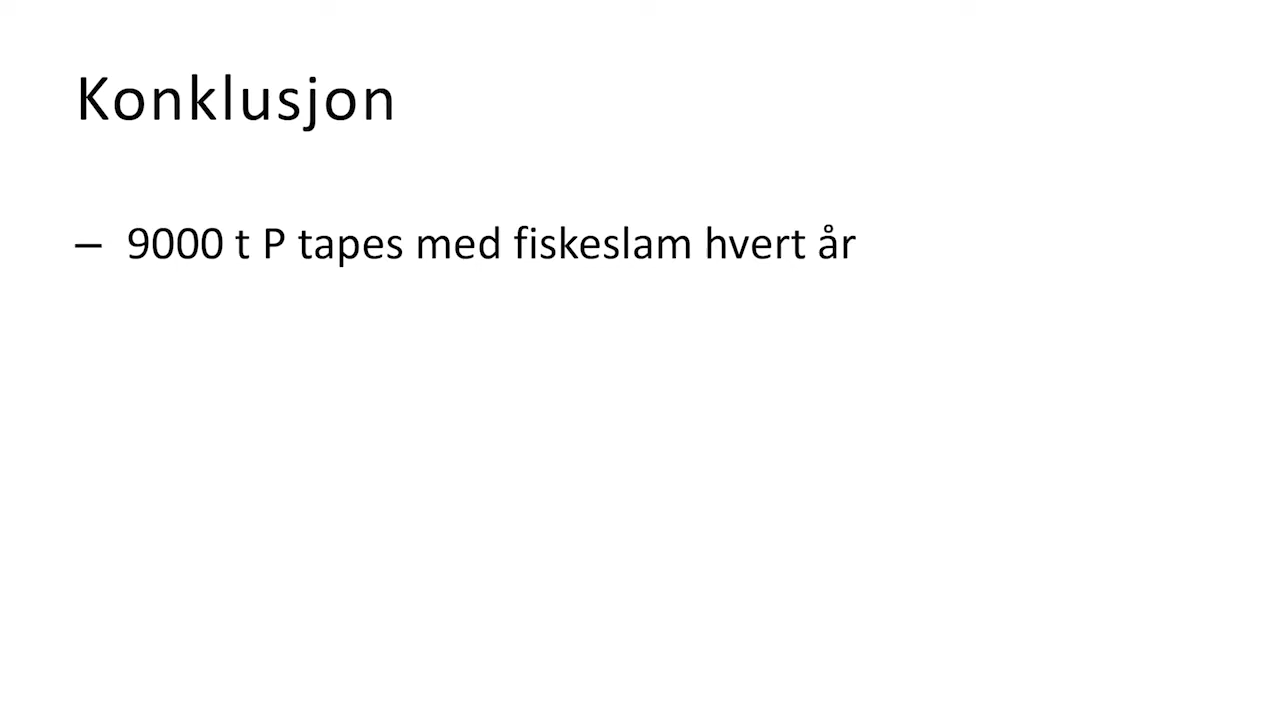 Konklusjon
– 9000 t P tapes med fiskeslam hvert år